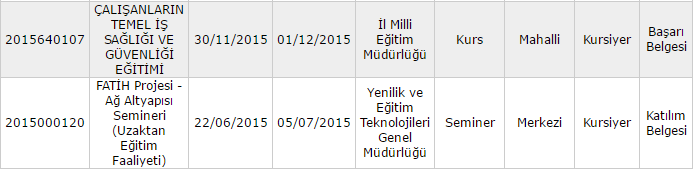 2015640107 ÇALIŞANLARIN TEMEL İŞ SAĞLIĞI VE GÜVENLİĞİ EĞİTİMİ 30/11/2015 01/12/2015 İl Milli Eğitim Müdürlüğü Kurs Mahalli Kursiyer Başarı Belgesi
2015000120 FATİH Projesi - Ağ Altyapısı Semineri (Uzaktan Eğitim Faaliyeti) 22/06/2015 05/07/2015 Yenilik ve Eğitim Teknolojileri Genel Müdürlüğü Seminer Merkezi Kursiyer Katılım Belgesi